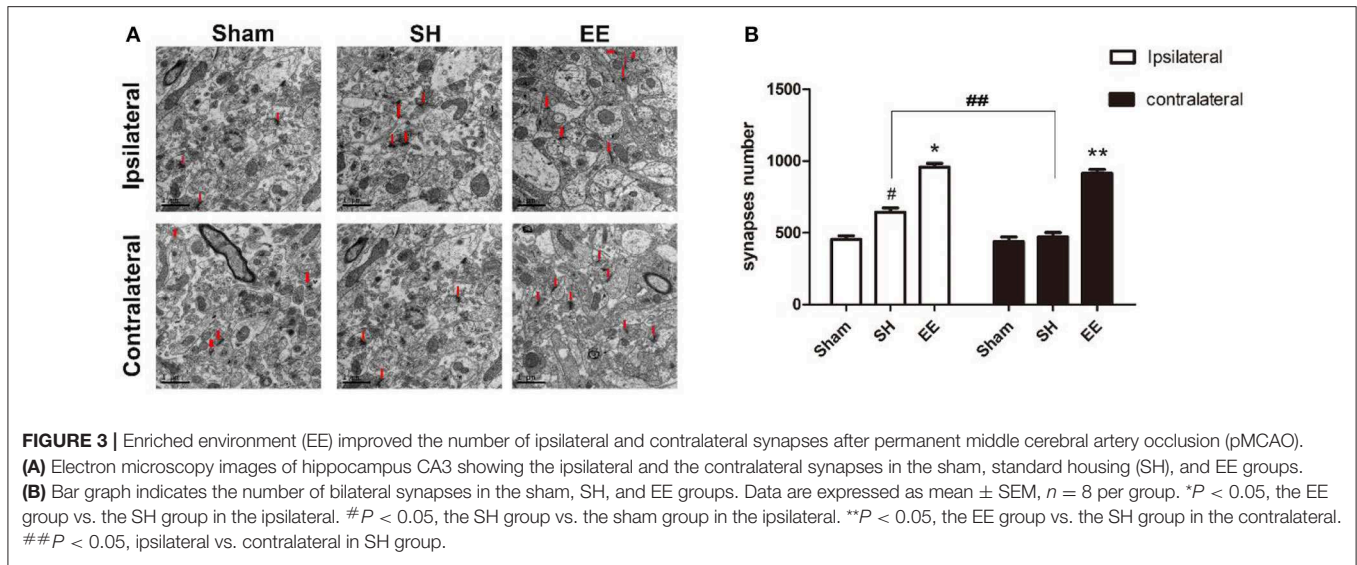 A
Sham SH EE
Ipsilateral
Contralateral
B
Ipsilateral
contralateral
synapses number
1500
1000
500
0
##
#
*
**
Sham SH EE Sham SH EE
FIGURE 3 | Enriched environment (EE) improved the number of ipsilateral and contralateral synapses after permanent middle cerebral artery occlusion (pMCAO).
(A) Electron microscopy images of hippocampus CA3 showing the ipsilateral and the contralateral synapses in the sham, standard housing (SH), and EE groups.
(B) Bar graph indicates the number of bilateral synapses in the sham, SH, and EE groups. Data are expressed as mean ± SEM, n = 8 per group. *P < 0.05, the EE
group vs. the SH group in the ipsilateral. #P < 0.05, the SH group vs. the sham group in the ipsilateral. **P < 0.05, the EE group vs. the SH group in the contralateral.
##P < 0.05, ipsilateral vs. contralateral in SH group.